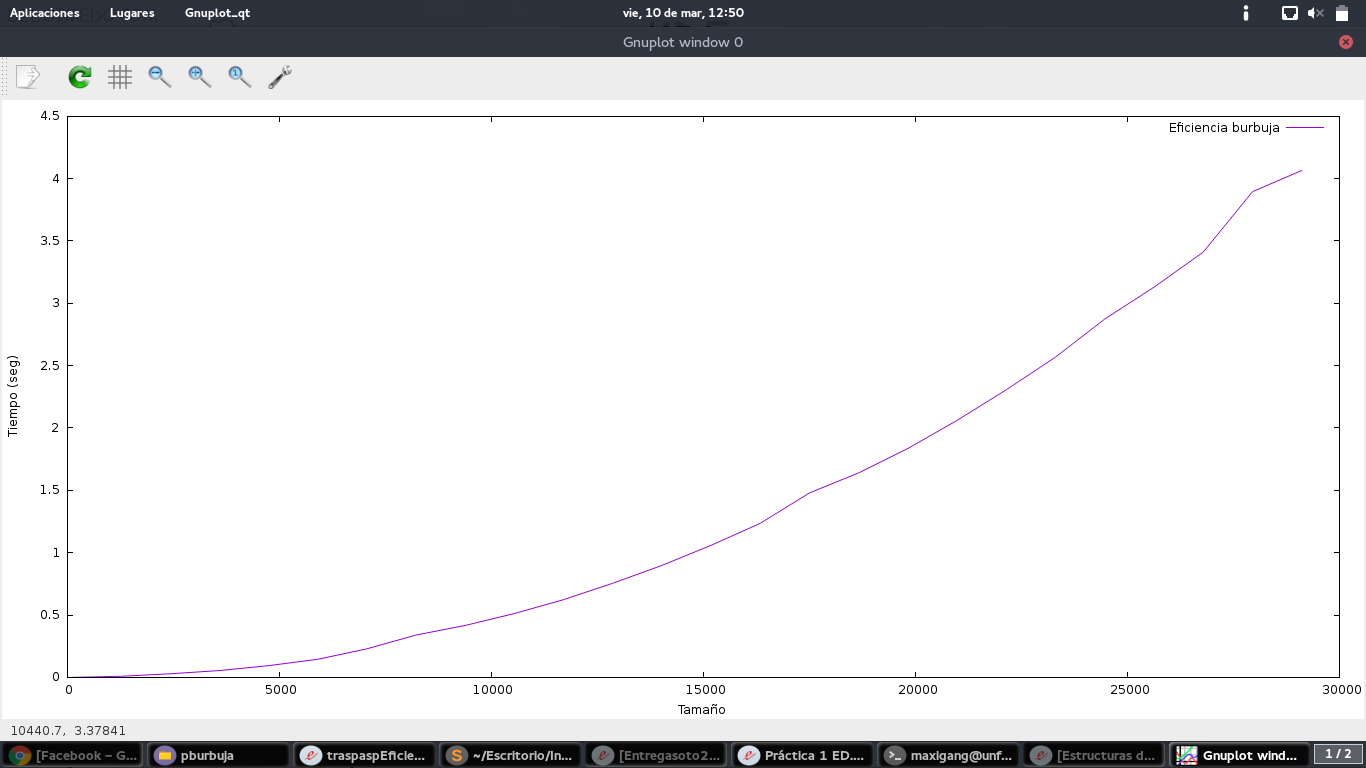 Aplicaciones Lugares Gnuplot_qt vie, 10 de mar, 12:50
Gnuplot window 0
4.5
Eficiencia burbuja
4
3.5
3
2.5
Tiempo (seg)
2
1.5
1
0.5
0
0 5000 10000 15000 20000 25000 30000
Tamaño
10440.7, 3.37841
[Facebook – G... pburbuja traspaspEficie... ~/Escritorio/In... [Entregasoto2... Práctica 1 ED.... maxigang@unf... [Estructuras d... Gnuplot wind... 1 / 2